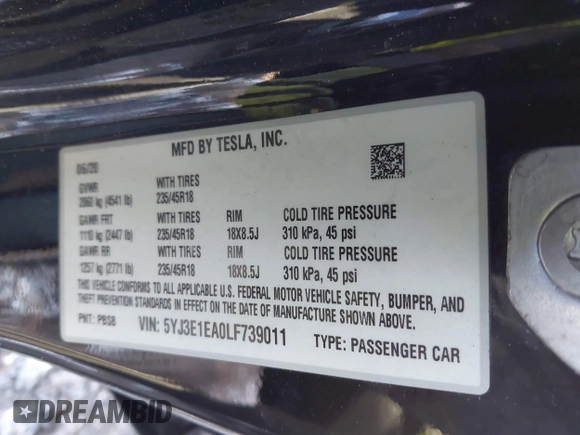 MFD BY TESLA, INC.
06/20
GVWR WITH TIRES
2060 kg (4541 lb) 235/45R18
GAWR FRT WITH TIRES RIM COLD TIRE PRESSURE
1110 kg (2447 lb) 235/45R18 18X8.5J 310 kPa, 45 psi
GAWR RR WITH TIRES RIM COLD TIRE PRESSURE
1257 kg (2771 lb) 235/45R18 18X8.5J 310 kPa, 45 psi
THIS VEHICLE CONFORMS TO ALL APPLICABLE U.S. FEDERAL MOTOR VEHICLE SAFETY, BUMPER, AND
THEFT PREVENTION STANDARDS IN EFFECT ON THE DATE OF MANUFACTURE SHOWN ABOVE.
PNT: PBSB VIN: 5YJ3E1EA0LF739011 TYPE: PASSENGER CAR
DREAMBID